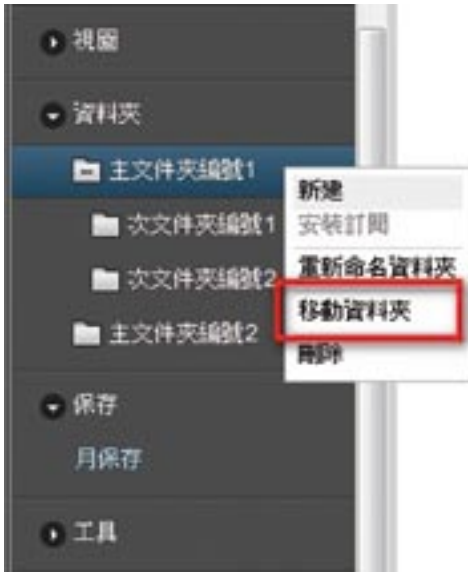 視圖
資料夾
主文件夾編號1
次文件夾編號1
次文件夾編號2
主文件夾編號2
保存
月保存
工具
新建
安裝訂閱
重新命名資料夾
移動資料夾
刪除